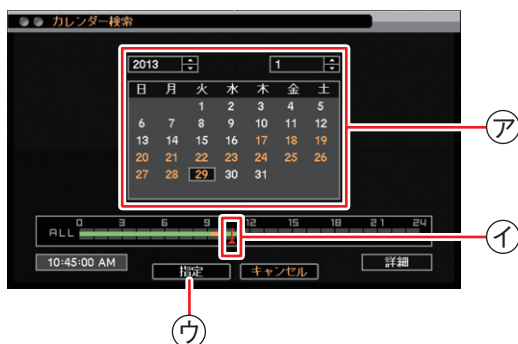 カレンダー検索
2013 1
日 月 火 水 木 金 土
1 2 3 4 5
6 7 8 9 10 11 12
13 14 15 16 17 18 19
20 21 22 23 24 25 26
27 28 29 30 31
ア
0 3 6 9 12 15 18 21 24
ALL
イ
10:45:00 AM 指定 キャンセル 詳細
ウ